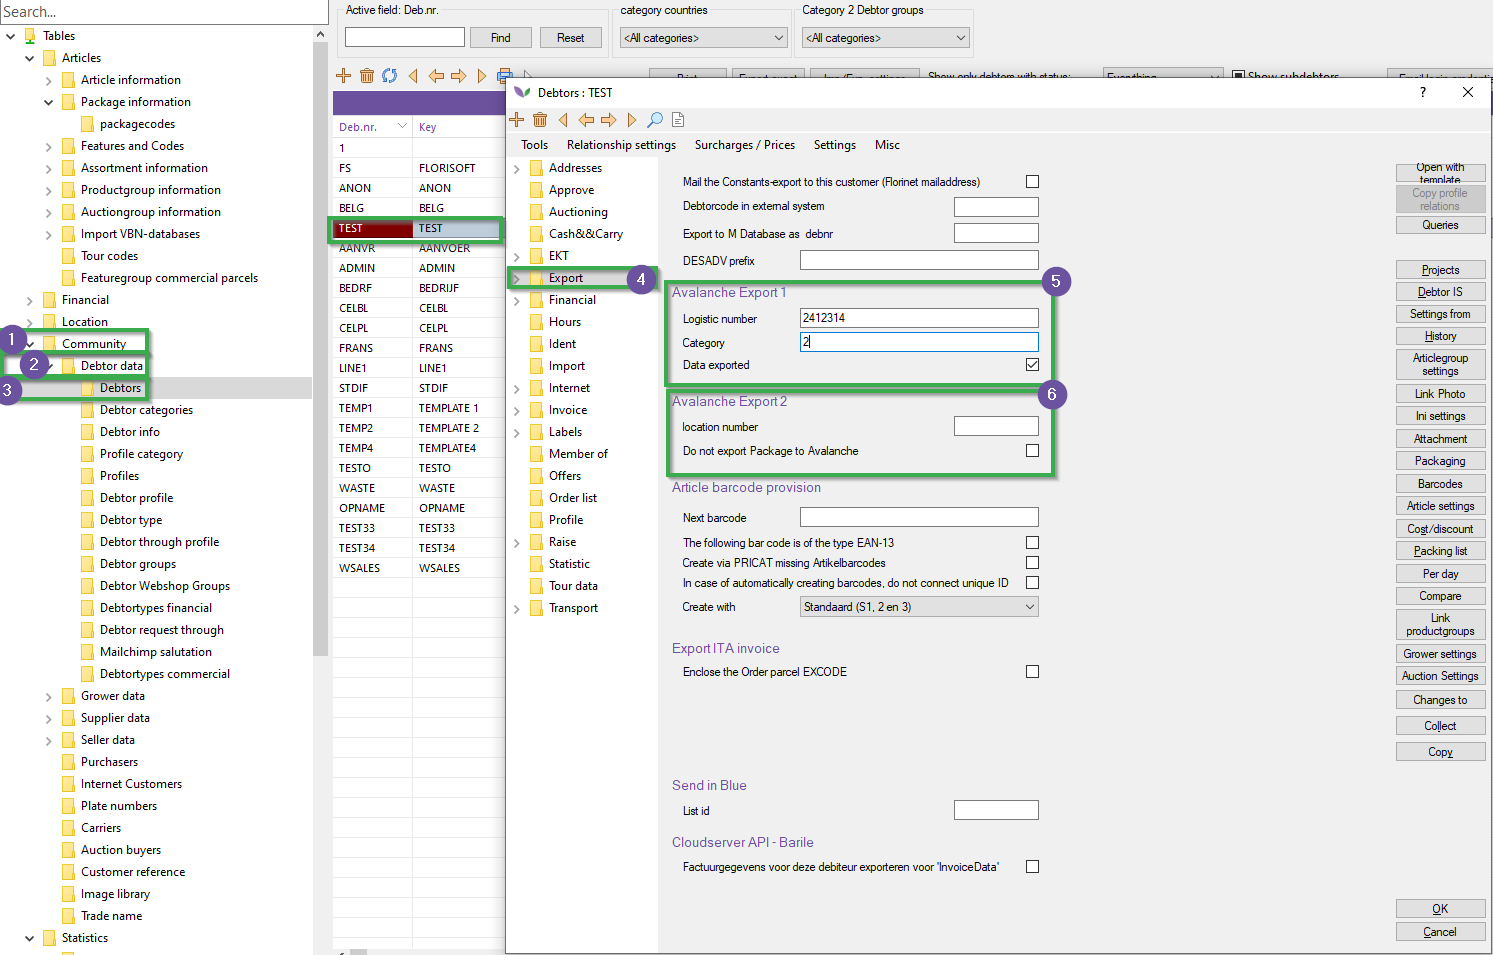 Search...
Tables
Articles
Article information
Package information
packagecodes
Features and Codes
Assortment information
Productgroup information
Auctiongroup information
Import VBN-databases
Tour codes
Featuregroup commercial parcels
Financial
Location
1 Community
2 Debtor data
3 Debtors
Debtor categories
Debtor info
Profile category
Profiles
Debtor profile
Debtor type
Debtor through profile
Debtor groups
Debtor Webshop Groups
Debtortypes financial
Debtor request through
Mailchimp salutation
Debtortypes commercial
Grower data
Supplier data
Seller data
Purchasers
Internet Customers
Plate numbers
Carriers
Auction buyers
Customer reference
Image library
Trade name
Statistics
Active field: Deb.nr.
Find
Reset
category countries
<All categories>
Category 2 Debtor groups
<All categories>
Show only debtors with status:
Everything
Show subdebtors
Deb.nr. Key
1
FS FLORISOFT
ANON ANON
BELG BELG
TEST TEST
AANVR AANVOER
ADMIN ADMIN
BEDRF BEDRIJF
CELBL CELBL
CELPL CELPL
FRANS FRANS
LINE1 LINE1
STDIF STDIF
TEMP1 TEMPLATE 1
TEMP2 TEMPLATE 2
TEMP4 TEMPLATE4
TESTO TESTO
WASTE WASTE
OPNAME OPNAME
TEST33 TEST33
TEST34 TEST34
WSALES WSALES
Debtors : TEST
Tools Relationship settings Surcharges / Prices Settings Misc
Addresses
Approve
Auctioning
Cash&&Carry
EKT
Export 4
Financial
Hours
Ident
Import
Internet
Invoice
Labels
Member of
Offers
Order list
Profile
Raise
Statistic
Tour data
Transport
Mail the Constants-export to this customer (Florinet mailaddress)
Debtorcode in external system
Export to M Database as debnr
DESADV prefix
Avalanche Export 1 5
Logistic number 2412314
Category 2
Data exported
Avalanche Export 2 6
location number
Do not export Package to Avalanche
Article barcode provision
Next barcode
The following bar code is of the type EAN-13
Create via PRICAT missing Artikelbarcodes
In case of automatically creating barcodes, do not connect unique ID
Create with Standaard (S1, 2 en 3)
Export ITA invoice
Enclose the Order parcel EXCODE
Send in Blue
List id
Cloudserver API - Barile
Factuurgegevens voor deze debiteur exporteren voor 'InvoiceData'
Open with
template
Copy profile
relations
Queries
Projects
Debtor IS
Settings from
History
Articlegroup
settings
Link Photo
Ini settings
Attachment
Packaging
Barcodes
Article settings
Cost/discount
Packing list
Per day
Compare
Link
productgroups
Grower settings
Auction Settings
Changes to
Collect
Copy
OK
Cancel